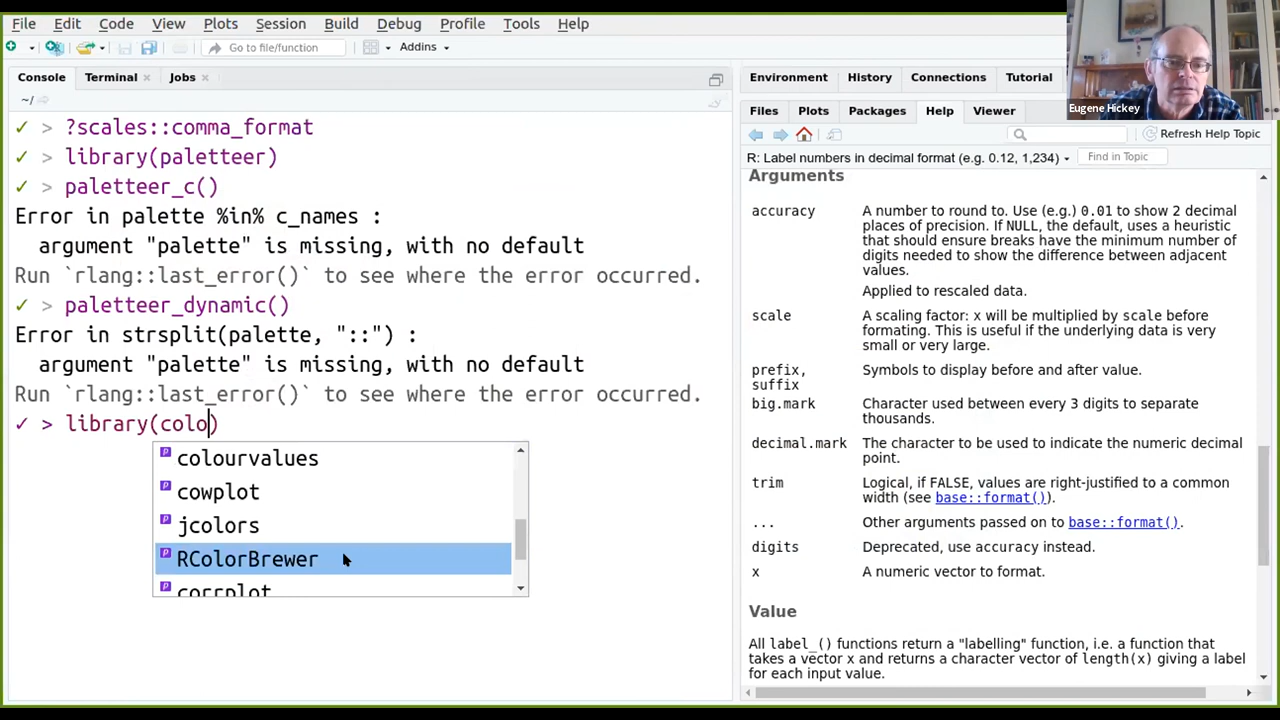 File Edit Code View Plots Session Build Debug Profile Tools Help
Go to file/function Addins
Eugene Hickey
Console Terminal Jobs
~/
✓ > ?scales::comma_format
✓ > library(paletteer)
✓ > paletteer_c()
Error in palette %in% c_names :
argument "palette" is missing, with no default
Run `rlang::last_error()` to see where the error occurred.
✓ > paletteer_dynamic()
Error in strsplit(palette, "::") :
argument "palette" is missing, with no default
Run `rlang::last_error()` to see where the error occurred.
✓ > library(colo)
colourvalues
cowplot
jcolors
RColorBrewer
corrplot
Environment History Connections Tutorial
Files Plots Packages Help Viewer
Refresh Help Topic
R: Label numbers in decimal format (e.g. 0.12, 1,234) Find in Topic
Arguments
accuracy A number to round to. Use (e.g.) 0.01 to show 2 decimal
places of precision. If NULL, the default, uses a heuristic
that should ensure breaks have the minimum number of
digits needed to show the difference between adjacent
values.
Applied to rescaled data.
scale A scaling factor: x will be multiplied by scale before
formating. This is useful if the underlying data is very
small or very large.
prefix, Symbols to display before and after value.
suffix
big.mark Character used between every 3 digits to separate
thousands.
decimal.mark The character to be used to indicate the numeric decimal
point.
trim Logical, if FALSE, values are right-justified to a common
width (see base::format()).
... Other arguments passed on to base::format().
digits Deprecated, use accuracy instead.
x A numeric vector to format.
Value
All label_() functions return a "labelling" function, i.e. a function that
takes a vector x and returns a character vector of length(x) giving a label
for each input value.